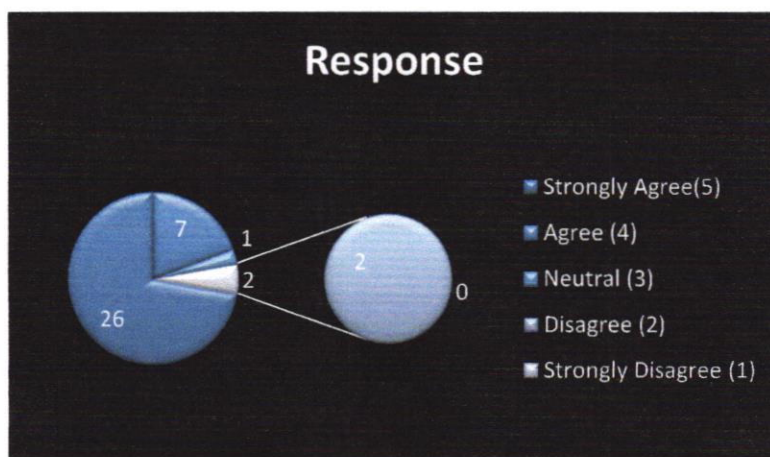 Response
7
1
2
26
2
0
Strongly Agree(5)
Agree (4)
Neutral (3)
Disagree (2)
Strongly Disagree (1)